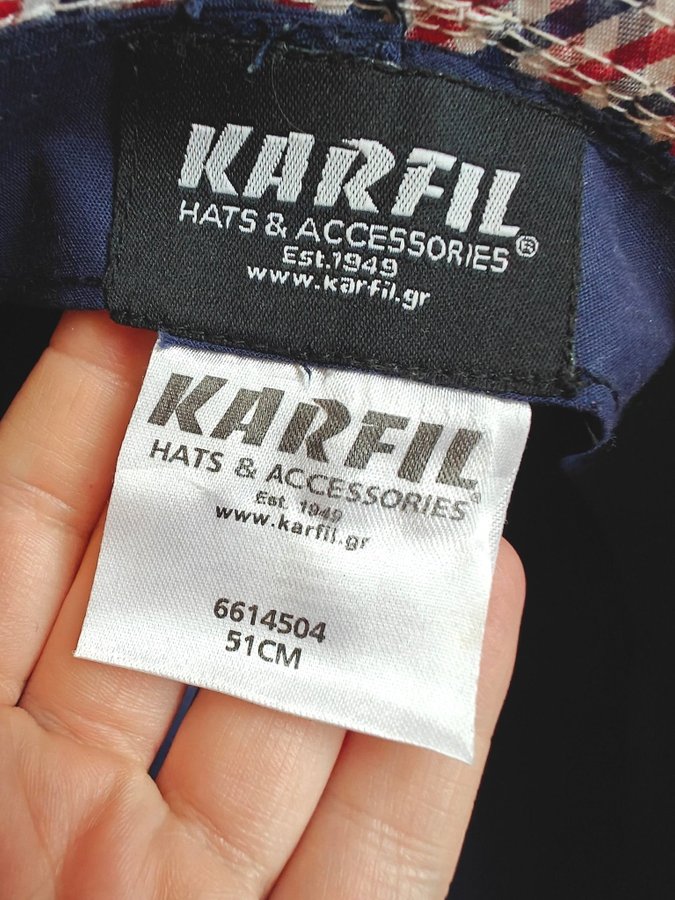 KARFIL
HATS & ACCESSORIES®
Est.1949
www.karfil.gr
KARFIL
HATS & ACCESSORIES®
Est. 1949
www.karfil.gr
6614504
51CM